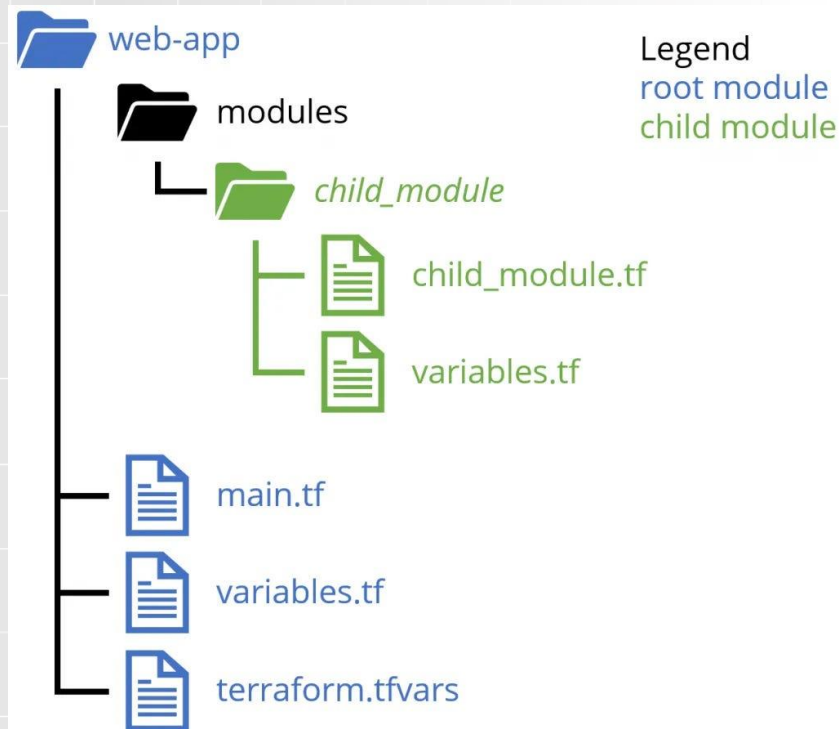 web-app
Legend
root module
child module
modules
child_module
child_module.tf
variables.tf
main.tf
variables.tf
terraform.tfvars